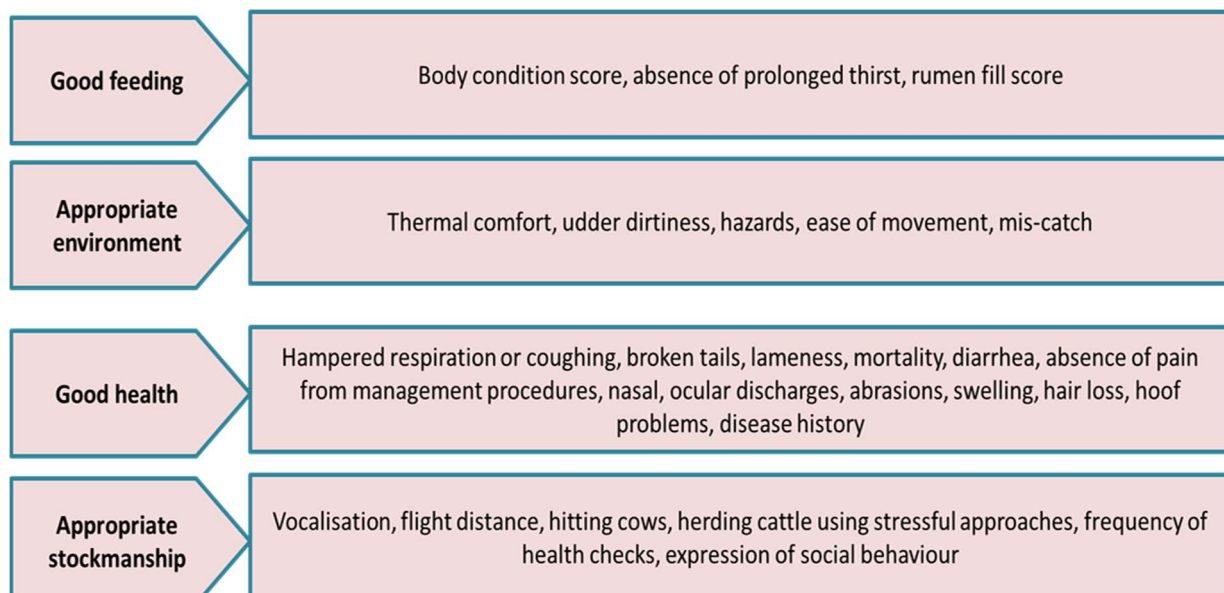 Good feeding
Body condition score, absence of prolonged thirst, rumen fill score
Appropriate
environment
Thermal comfort, udder dirtiness, hazards, ease of movement, mis-catch
Good health
Hampered respiration or coughing, broken tails, lameness, mortality, diarrhea, absence of pain
from management procedures, nasal, ocular discharges, abrasions, swelling, hair loss, hoof
problems, disease history
Appropriate
stockmanship
Vocalisation, flight distance, hitting cows, herding cattle using stressful approaches, frequency of
health checks, expression of social behaviour